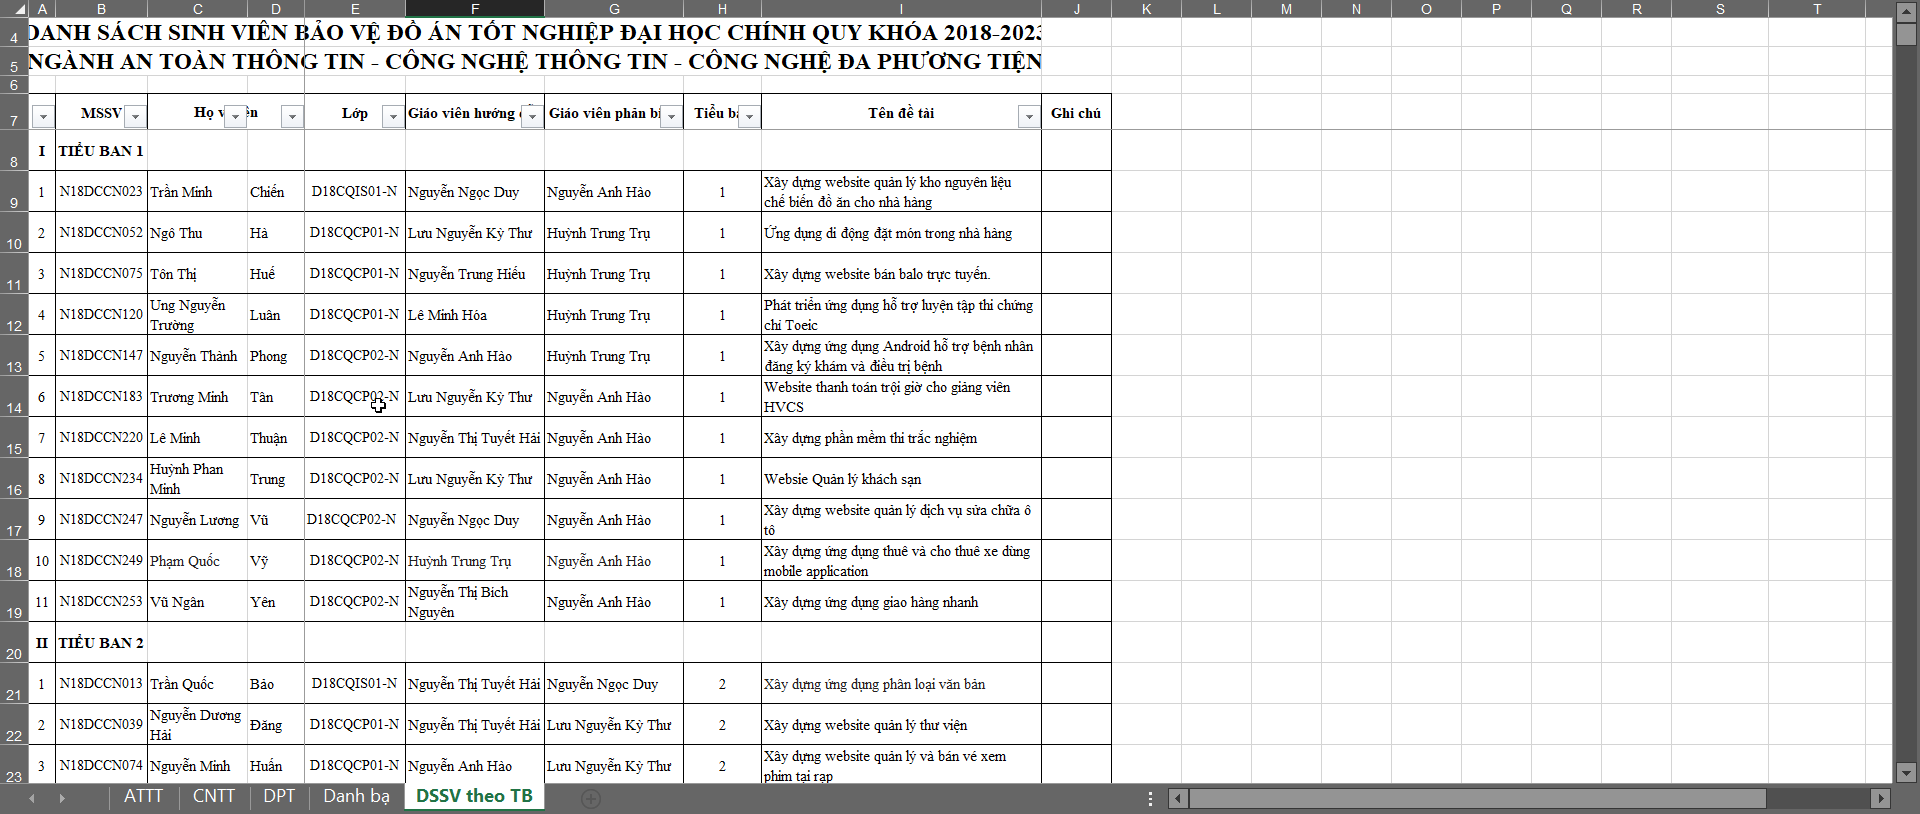 A B C D E F G H I J K L M N O P Q R S T
4 DANH SÁCH SINH VIÊN BẢO VỆ ĐỒ ÁN TỐT NGHIỆP ĐẠI HỌC CHÍNH QUY KHÓA 2018-2023
5 NGÀNH AN TOÀN THÔNG TIN - CÔNG NGHỆ THÔNG TIN - CÔNG NGHỆ ĐA PHƯƠNG TIỆN
6
7 MSSV Họ v ên Lớp Giáo viên hướng Giáo viên phản bi Tiểu ba Tên đề tài Ghi chú
8 I TIỂU BAN 1
9 1 N18DCCN023 Trần Minh Chiến D18CQIS01-N Nguyễn Ngọc Duy Nguyễn Anh Hào 1 Xây dựng website quản lý kho nguyên liệu
chế biến đồ ăn cho nhà hàng
10 2 N18DCCN052 Ngô Thu Hà D18CQCP01-N Lưu Nguyễn Kỳ Thư Huỳnh Trung Trụ 1 Ứng dụng di động đặt món trong nhà hàng
11 3 N18DCCN075 Tôn Thị Huế D18CQCP01-N Nguyễn Trung Hiếu Huỳnh Trung Trụ 1 Xây dựng website bán balo trực tuyến.
12 4 N18DCCN120 Ung Nguyễn
Trường Luân D18CQCP01-N Lê Minh Hóa Huỳnh Trung Trụ 1 Phát triển ứng dụng hỗ trợ luyện tập thi chứng
chỉ Toeic
13 5 N18DCCN147 Nguyễn Thành Phong D18CQCP02-N Nguyễn Anh Hào Huỳnh Trung Trụ 1 Xây dựng ứng dụng Android hỗ trợ bệnh nhân
đăng ký khám và điều trị bệnh
14 6 N18DCCN183 Trương Minh Tân D18CQCP02-N Lưu Nguyễn Kỳ Thư Nguyễn Anh Hào 1 Website thanh toán trội giờ cho giảng viên
HVCS
15 7 N18DCCN220 Lê Minh Thuận D18CQCP02-N Nguyễn Thị Tuyết Hải Nguyễn Anh Hào 1 Xây dựng phần mềm thi trắc nghiệm
16 8 N18DCCN234 Huỳnh Phan
Minh Trung D18CQCP02-N Lưu Nguyễn Kỳ Thư Nguyễn Anh Hào 1 Websie Quản lý khách sạn
17 9 N18DCCN247 Nguyễn Lương Vũ D18CQCP02-N Nguyễn Ngọc Duy Nguyễn Anh Hào 1 Xây dựng website quản lý dịch vụ sửa chữa ô
tô
18 10 N18DCCN249 Phạm Quốc Vỹ D18CQCP02-N Huỳnh Trung Trụ Nguyễn Anh Hào 1 Xây dựng ứng dụng thuê và cho thuê xe dùng
mobile application
19 11 N18DCCN253 Vũ Ngân Yên D18CQCP02-N Nguyễn Thị Bích
Nguyên Nguyễn Anh Hào 1 Xây dựng ứng dụng giao hàng nhanh
20 II TIỂU BAN 2
21 1 N18DCCN013 Trần Quốc Bảo D18CQIS01-N Nguyễn Thị Tuyết Hải Nguyễn Ngọc Duy 2 Xây dựng ứng dụng phân loại văn bản
22 2 N18DCCN039 Nguyễn Dương
Hải Đăng D18CQCP01-N Nguyễn Thị Tuyết Hải Lưu Nguyễn Kỳ Thư 2 Xây dựng website quản lý thư viện
23 3 N18DCCN074 Nguyễn Minh Huấn D18CQCP01-N Nguyễn Anh Hào Lưu Nguyễn Kỳ Thư 2 Xây dựng website quản lý và bán vé xem
phim tại rạp
ATTT CNTT DPT Danh bạ DSSV theo TB